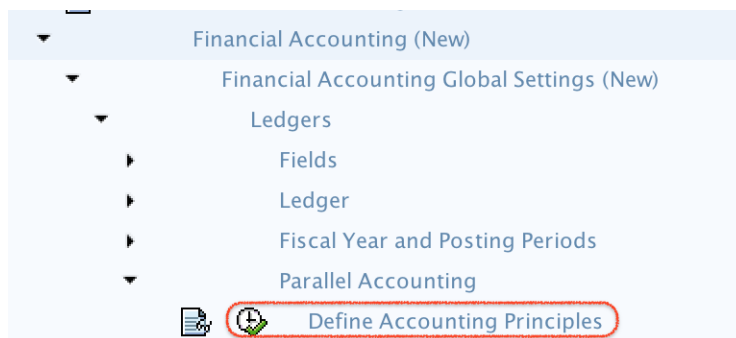 Financial Accounting (New)
Financial Accounting Global Settings (New)
Ledgers
Fields
Ledger
Fiscal Year and Posting Periods
Parallel Accounting
Define Accounting Principles